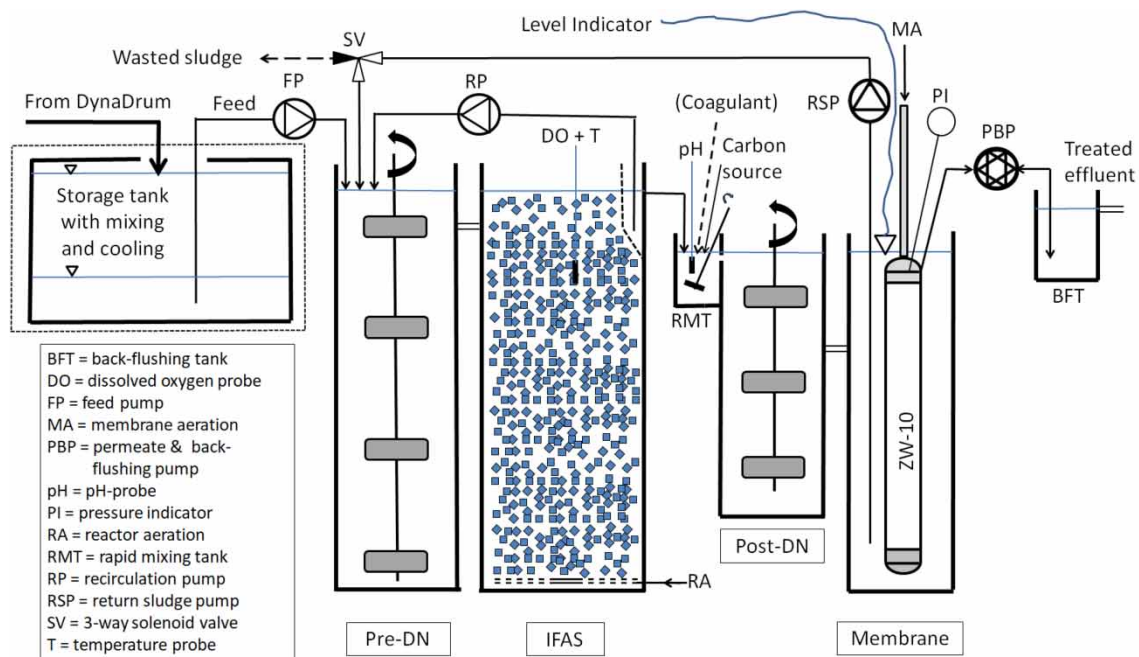 Level Indicator
MA
SV
Wasted sludge
FP
RP
RSP
PI
From DynaDrum
Feed
(Coagulant)
PBP
DO + T
pH
Carbon
source
Treated
effluent
Storage tank
with mixing
and cooling
RMT
BFT
ZW-10
BFT = back-flushing tank
DO = dissolved oxygen probe
FP = feed pump
MA = membrane aeration
PBP = permeate & back-
flushing pump
pH = pH-probe
PI = pressure indicator
RA = reactor aeration
RMT = rapid mixing tank
RP = recirculation pump
RSP = return sludge pump
SV = 3-way solenoid valve
T = temperature probe
Post-DN
RA
Pre-DN
IFAS
Membrane